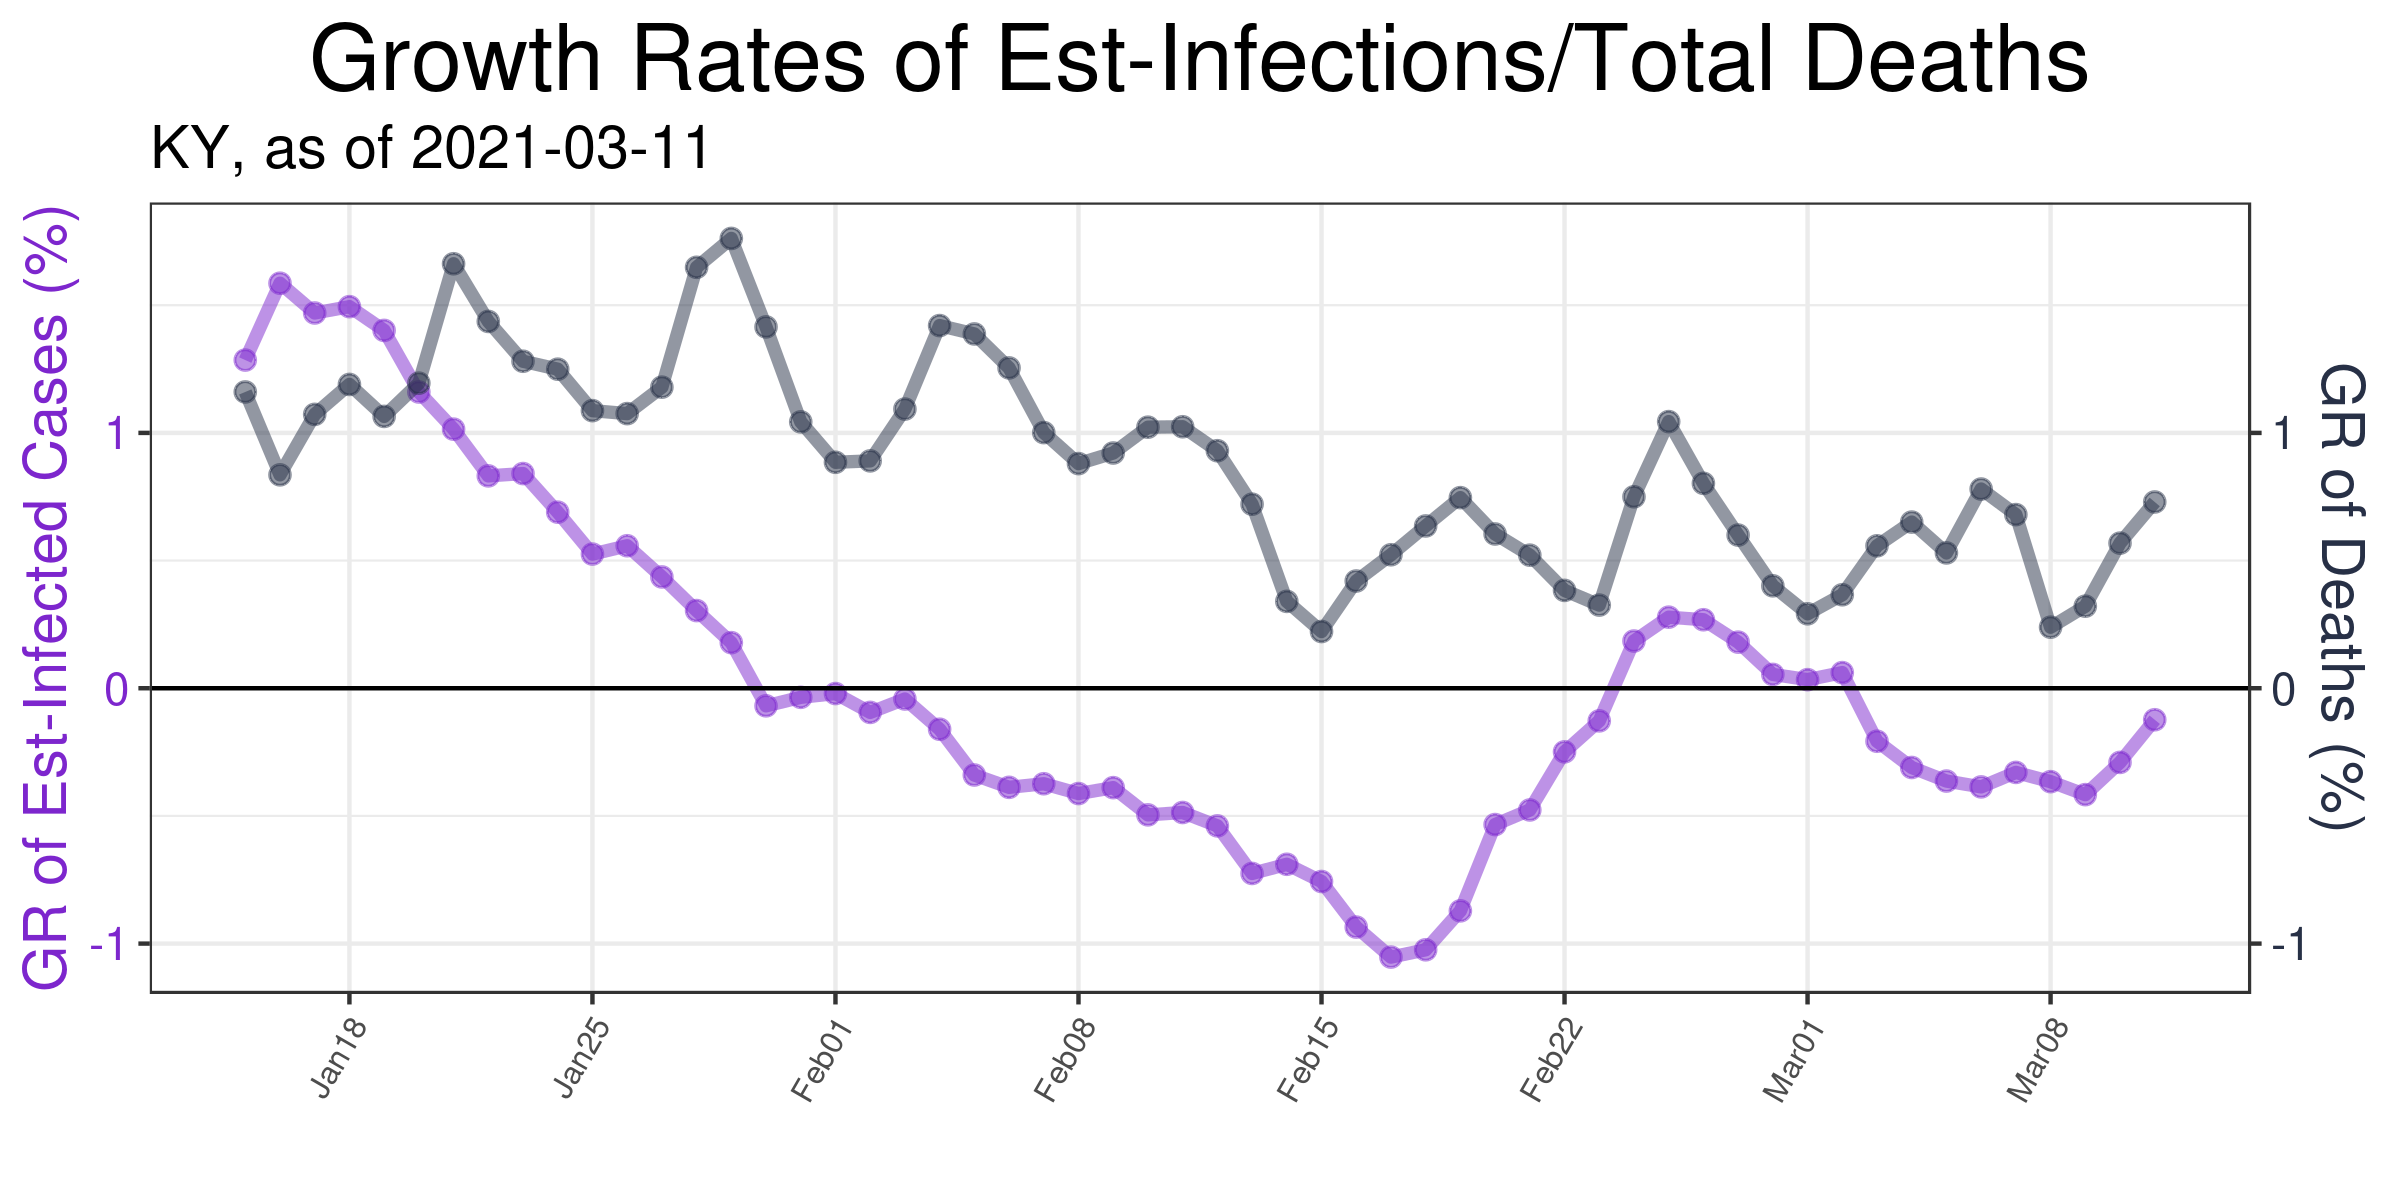 Growth Rates of Est-Infections/Total Deaths
KY, as of 2021-03-11
GR of Est-Infected Cases (%)
1
0
-1
GR of Deaths (%)
1
0
-1
Jan18
Jan25
Feb01
Feb08
Feb15
Feb22
Mar01
Mar08